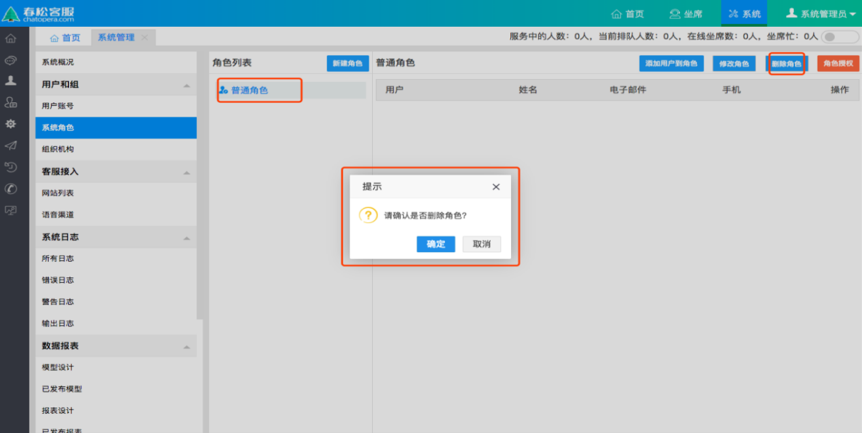 春松客服
chatopera.com
首页 坐席 系统 系统管理员
首页 系统管理 服务中的人数：0人，当前排队人数：0人，在线坐席数：0人，坐席忙：0人
系统概况
用户和组
用户账号
系统角色
组织机构
客服接入
网站列表
语音渠道
系统日志
所有日志
错误日志
警告日志
输出日志
数据报表
模型设计
已发布模型
报表设计
已发布报表
角色列表 新建角色
普通角色
普通角色 添加用户到角色 修改角色 删除角色 角色授权
用户 姓名 电子邮件 手机 操作
提示
请确认是否删除角色?
确定 取消